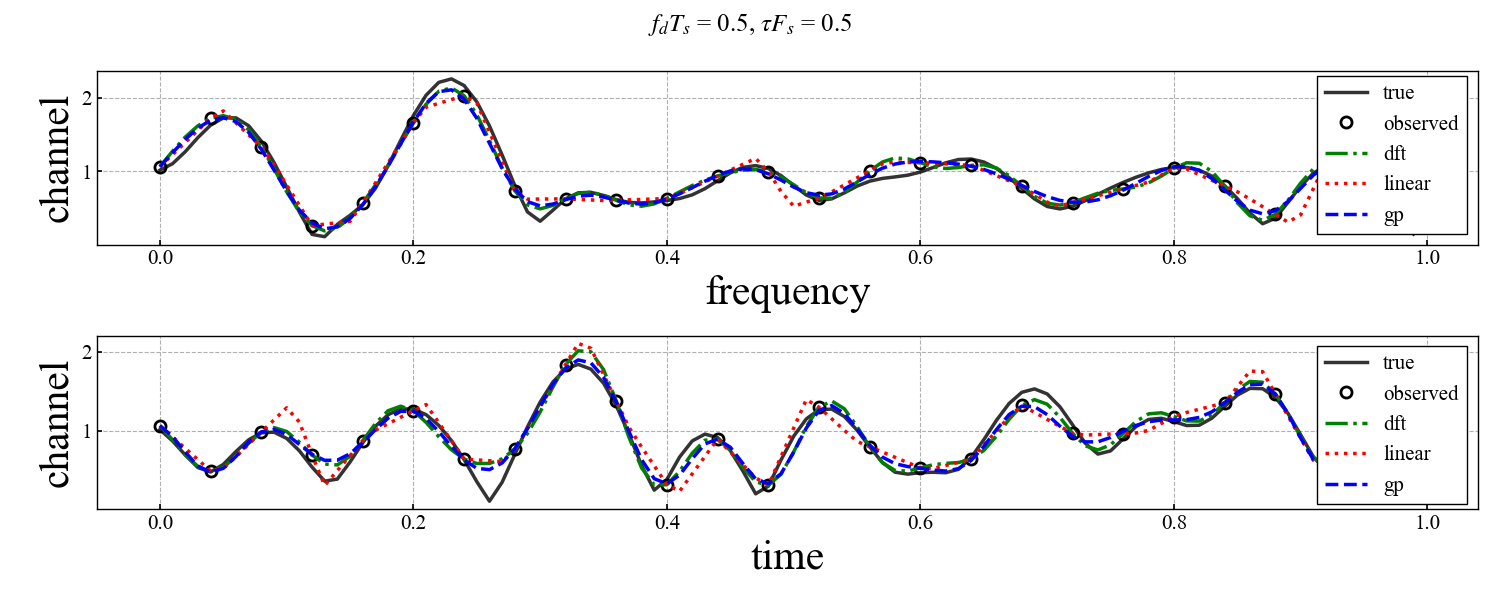 f_dT_s = 0.5, τF_s = 0.5
channel
2
1
true
observed
dft
linear
gp
0.0 0.2 0.4 0.6 0.8 1.0
frequency
channel
2
1
true
observed
dft
linear
gp
0.0 0.2 0.4 0.6 0.8 1.0
time